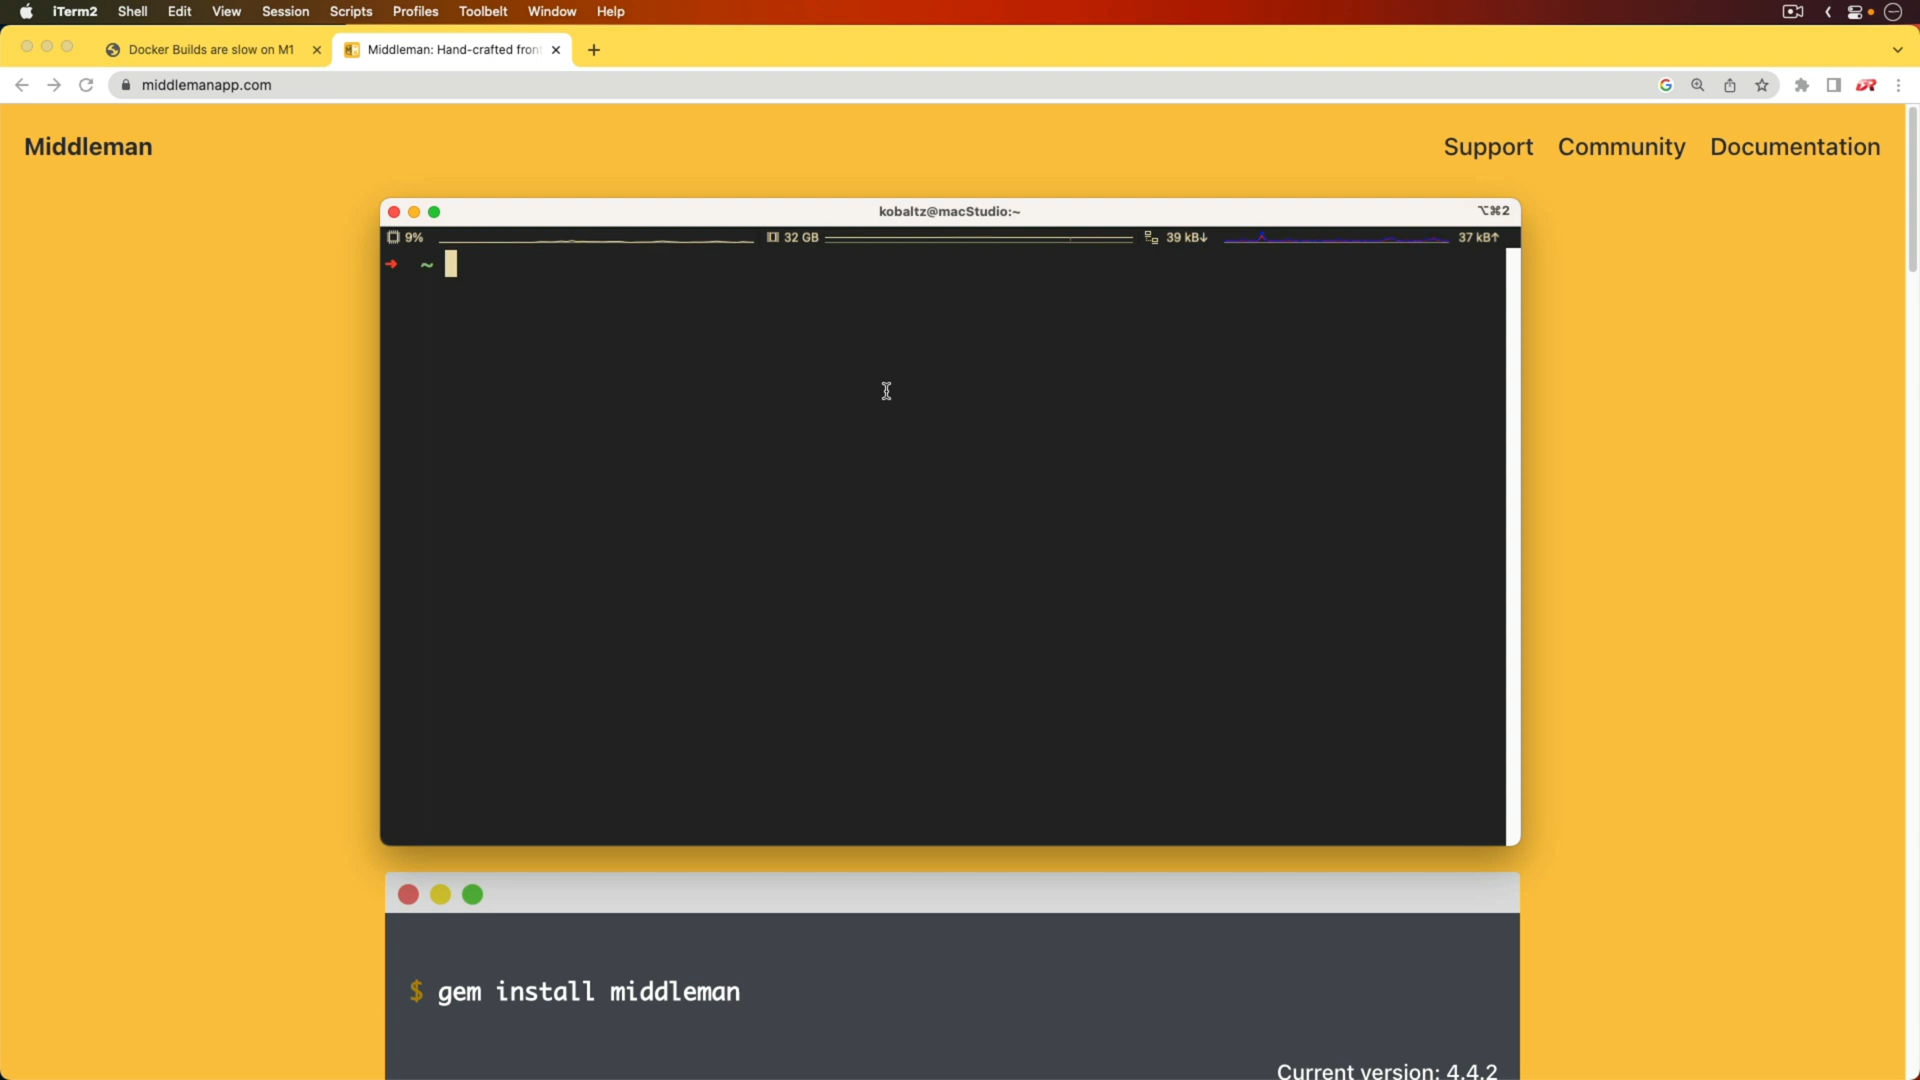 iTerm2 Shell Edit View Session Scripts Profiles Toolbelt Window Help
Docker Builds are slow on M1 Middleman: Hand-crafted fron
middlemanapp.com
Middleman Support Community Documentation
kobaltz@macStudio:~ ⌥⌘2
9% 32 GB 39 kB↓ 37 kB↑
➜ ~
$ gem install middleman
Current version: 4.4.2